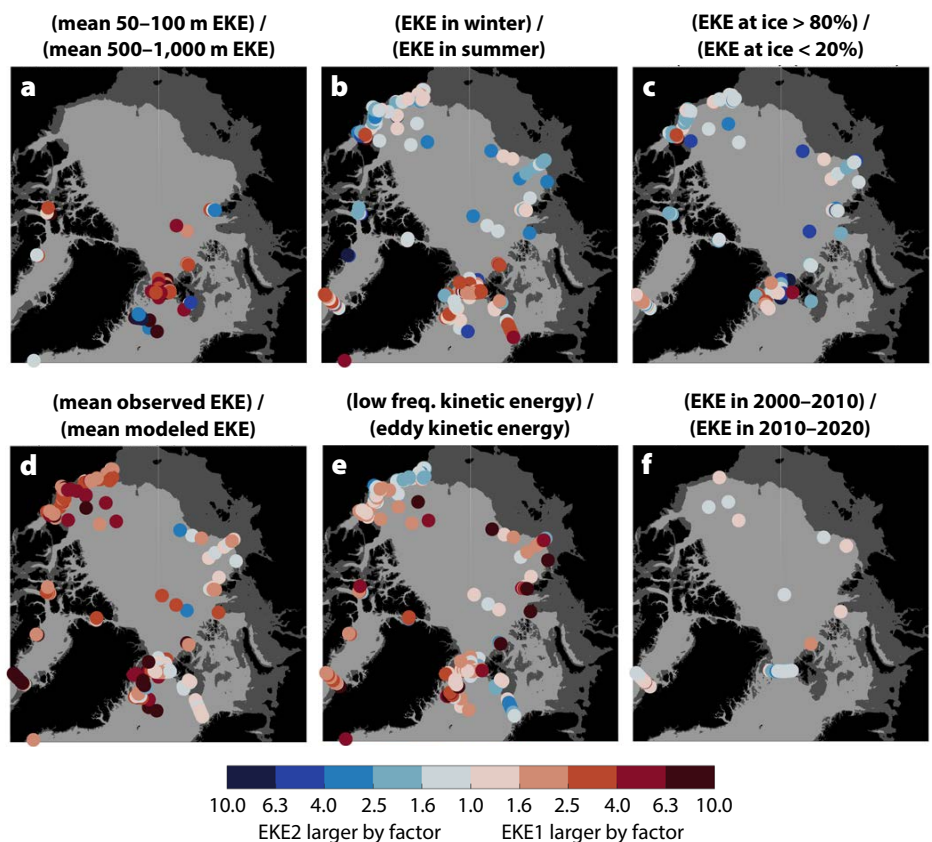 (mean 50–100 m EKE) /
(mean 500–1,000 m EKE)
(EKE in winter) /
(EKE in summer)
(EKE at ice > 80%) /
(EKE at ice < 20%)
a
b
c
(mean observed EKE) /
(mean modeled EKE)
(low freq. kinetic energy) /
(eddy kinetic energy)
(EKE in 2000–2010) /
(EKE in 2010–2020)
d
e
f
10.0 6.3 4.0 2.5 1.6 1.0 1.6 2.5 4.0 6.3 10.0
EKE2 larger by factor EKE1 larger by factor